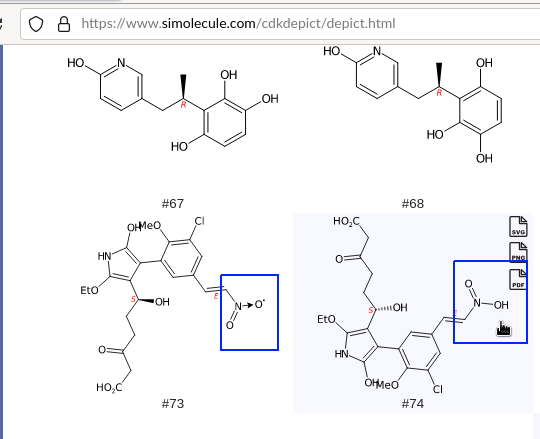 https://www.simolecule.com/cdkdepict/depict.html
HO N OH OH HO R
#67
HO N OH HO OH R
#68
OH MeO Cl HN EtO S OH E N O• O O HO₂C
#73
HO₂C O S OH EtO HN OH MeO Cl O N OH
#74
SVG
PNG
PDF